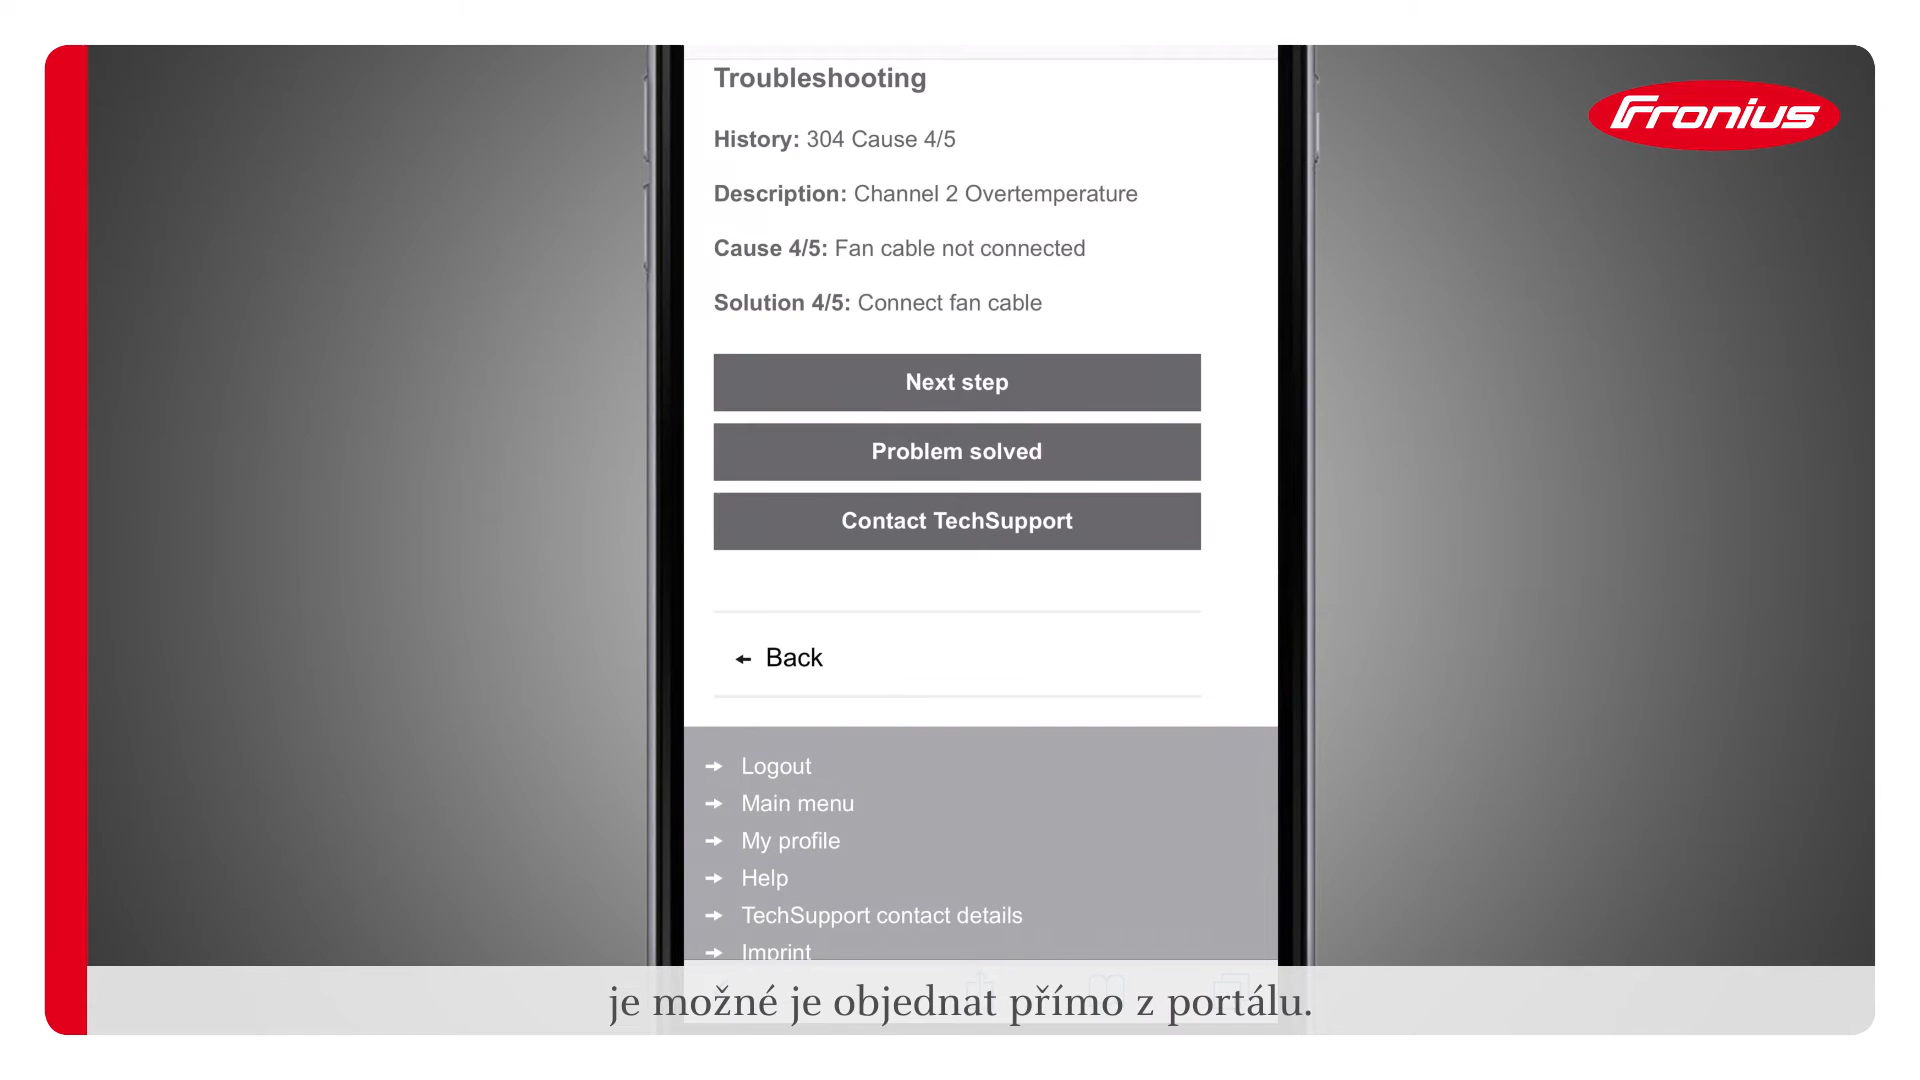 Troubleshooting
Fronius
History: 304 Cause 4/5
Description: Channel 2 Overtemperature
Cause 4/5: Fan cable not connected
Solution 4/5: Connect fan cable
Next step
Problem solved
Contact TechSupport
Back
Logout
Main menu
My profile
Help
TechSupport contact details
Imprint
je možné je objednat přímo z portálu.